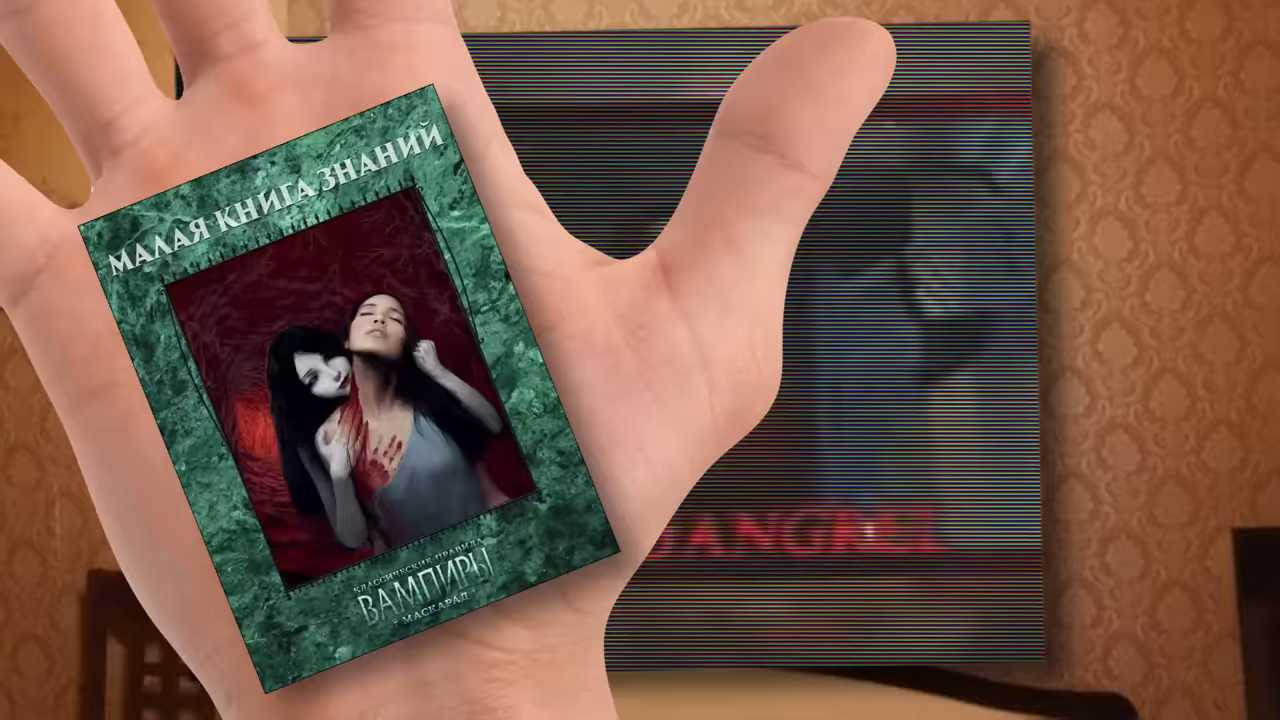 МАЛАЯ КНИГА ЗНАНИЙ
КЛАССИЧЕСКИЕ ПРАВИЛА
ВАМПИРЫ
МАСКАРАД